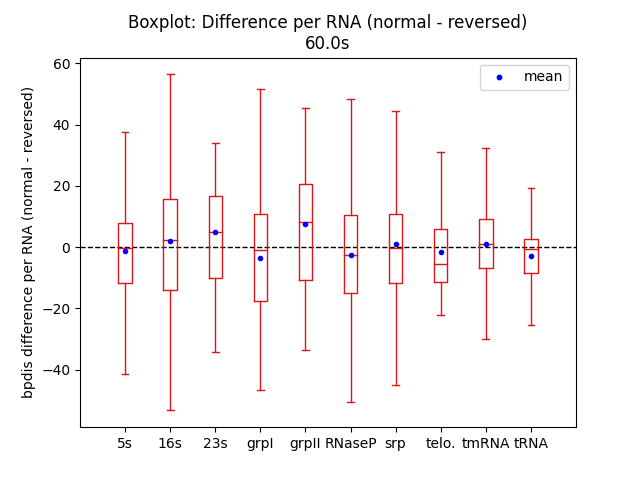 Boxplot: Difference per RNA (normal - reversed)
60.0s
bpdis difference per RNA (normal - reversed)
60
40
20
0
−20
−40
mean
5s 16s 23s grpI grpII RNaseP srp telo. tmRNA tRNA